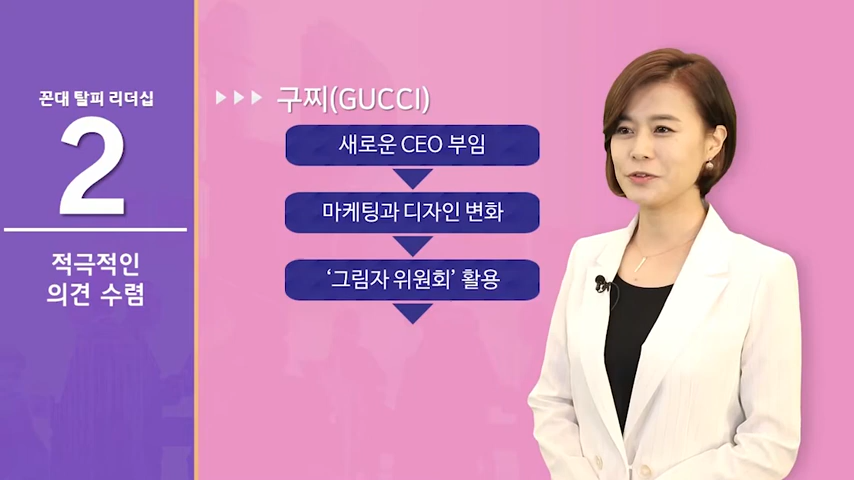 꼰대 탈피 리더십
2
적극적인
의견 수렴
구찌(GUCCI)
새로운 CEO 부임
마케팅과 디자인 변화
‘그림자 위원회’ 활용